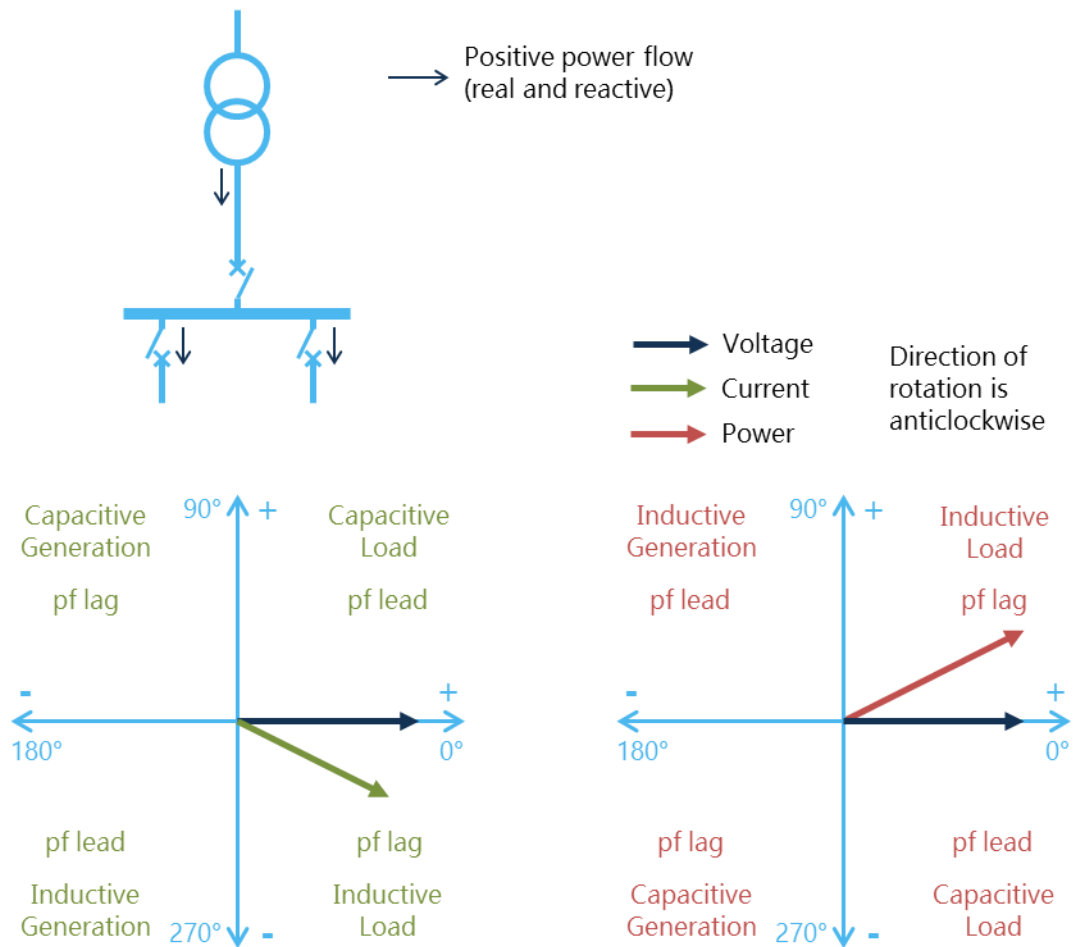 Positive power flow
(real and reactive)
Voltage
Current
Power
Direction of
rotation is
anticlockwise
Capacitive
Generation
pf lag
90° +
Capacitive
Load
pf lead
-
180°
+
0°
pf lead
Inductive
Generation
270° -
pf lag
Inductive
Load
Inductive
Generation
pf lead
90° +
Inductive
Load
pf lag
-
180°
+
0°
pf lag
Capacitive
Generation
270° -
pf lead
Capacitive
Load